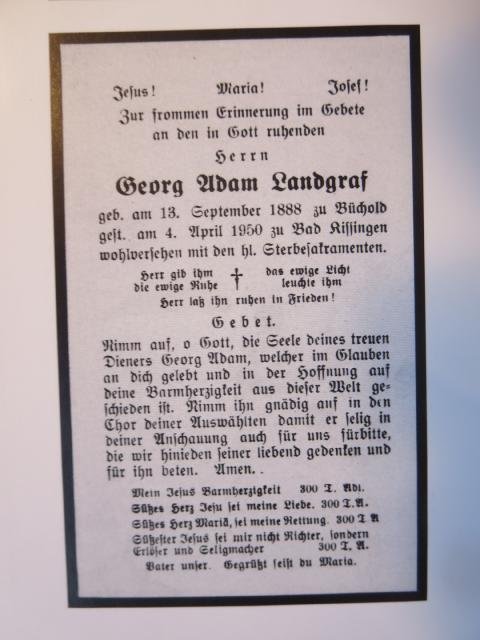 Jesus! Maria! Josef!
Zur frommen Erinnerung im Gebete
an den in Gott ruhenden
Herrn
Georg Adam Landgraf
geb. am 13. September 1888 zu Büchold
gest. am 4. April 1950 zu Bad Kissingen
wohlversehen mit den hl. Sterbesakramenten.
Herr gib ihm † das ewige Licht
die ewige Ruhe leuchte ihm
Herr laß ihn ruhen in Frieden!
Gebet.
Nimm auf, o Gott, die Seele deines treuen
Dieners Georg Adam, welcher im Glauben
an dich gelebt und in der Hoffnung auf
deine Barmherzigkeit aus dieser Welt ge-
schieden ist. Nimm ihn gnädig auf in den
Chor deiner Auswählten damit er selig in
deiner Anschauung auch für uns fürbitte,
die wir hinieden seiner liebend gedenken und
für ihn beten. Amen. .
Mein Jesus Barmherzigkeit 300 T. Abl.
Süßes Herz Jesu sei meine Liebe. 300 T.A.
Süßes Herz Mariä, sei meine Rettung. 300 T A
Süßester Jesus sei mir nicht Richter, sondern
Erlöser und Seligmacher 300 T. A.
Vater unser. Gegrüßt seist du Maria.